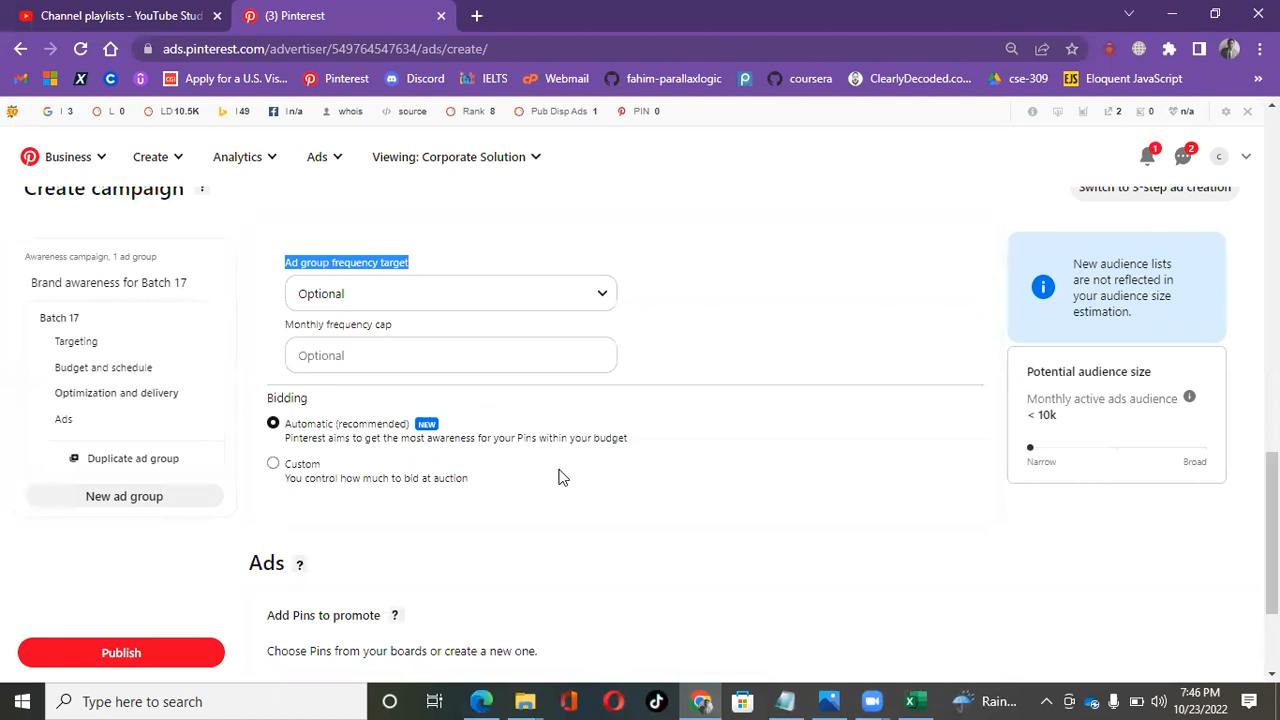 Channel playlists - YouTube Stud
(3) Pinterest
ads.pinterest.com/advertiser/549764547634/ads/create/
Apply for a U.S. Vis...
Pinterest
Discord
IELTS
Webmail
fahim-parallaxlogic
coursera
ClearlyDecoded.co...
cse-309
EJS
Eloquent JavaScript
I 3
L 0
LD 10.5K
I 49
I n/a
whois
source
Rank 8
Pub Disp Ads 1
PIN 0
2
0
n/a
Business
Create
Analytics
Ads
Viewing: Corporate Solution
1
2
C
Create campaign
Switch to 3-step ad creation
Awareness campaign, 1 ad group
Brand awareness for Batch 17
Batch 17
Targeting
Budget and schedule
Optimization and delivery
Ads
Duplicate ad group
New ad group
Publish
Ad group frequency target
Optional
Monthly frequency cap
Optional
Bidding
Automatic (recommended) NEW
Pinterest aims to get the most awareness for your Pins within your budget
Custom
You control how much to bid at auction
Ads ?
Add Pins to promote ?
Choose Pins from your boards or create a new one.
New audience lists
are not reflected in
your audience size
estimation.
Potential audience size
Monthly active ads audience
< 10k
Narrow
Broad
Type here to search
Rain...
7:46 PM
10/23/2022